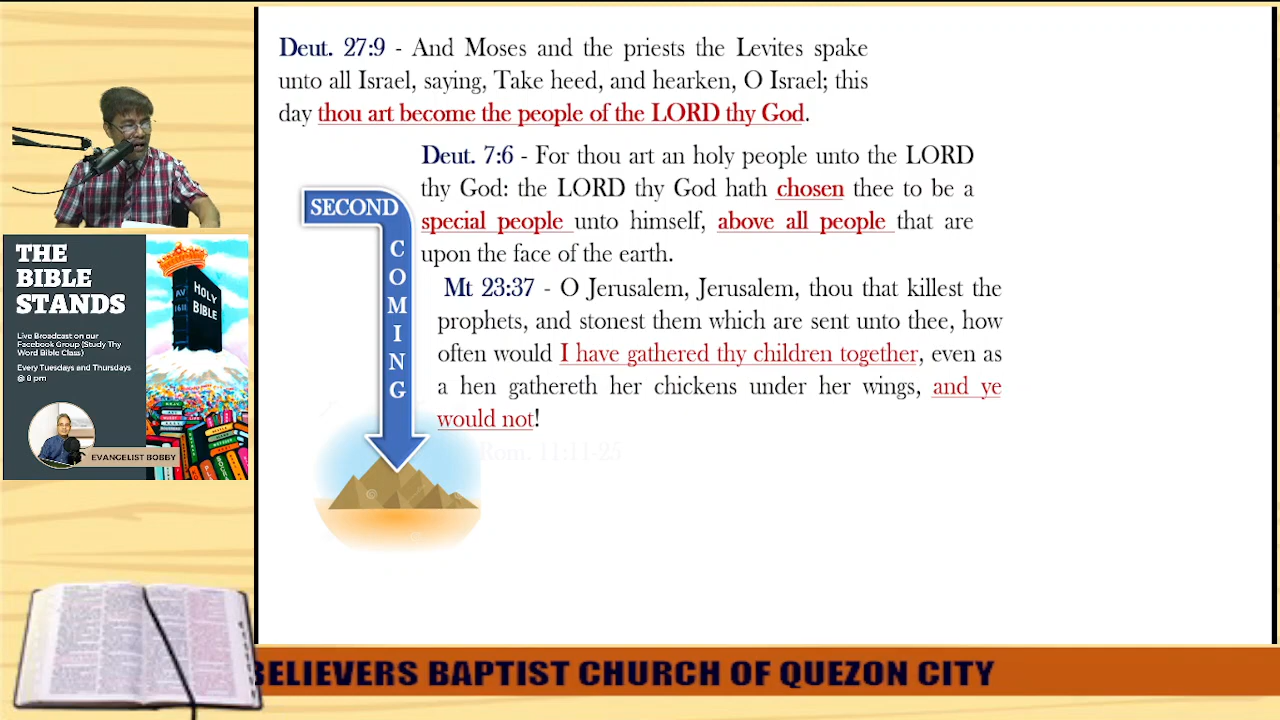 Deut. 27:9 - And Moses and the priests the Levites spake
unto all Israel, saying, Take heed, and hearken, O Israel; this
day thou art become the people of the LORD thy God.
Deut. 7:6 - For thou art an holy people unto the LORD
thy God: the LORD thy God hath chosen thee to be a
special people unto himself, above all people that are
upon the face of the earth.
Mt 23:37 - O Jerusalem, Jerusalem, thou that killest the
prophets, and stonest them which are sent unto thee, how
often would I have gathered thy children together, even as
a hen gathereth her chickens under her wings, and ye
would not!
Rom. 11:11-25
SECOND
COMING
THE
BIBLE
STANDS
Live Broadcast on our
Facebook Group (Study Thy
Word Bible Class)
Every Tuesdays and Thursdays
@ 8 pm
AV
1611
HOLY
BIBLE
EVANGELIST BOBBY
BELIEVERS BAPTIST CHURCH OF QUEZON CITY